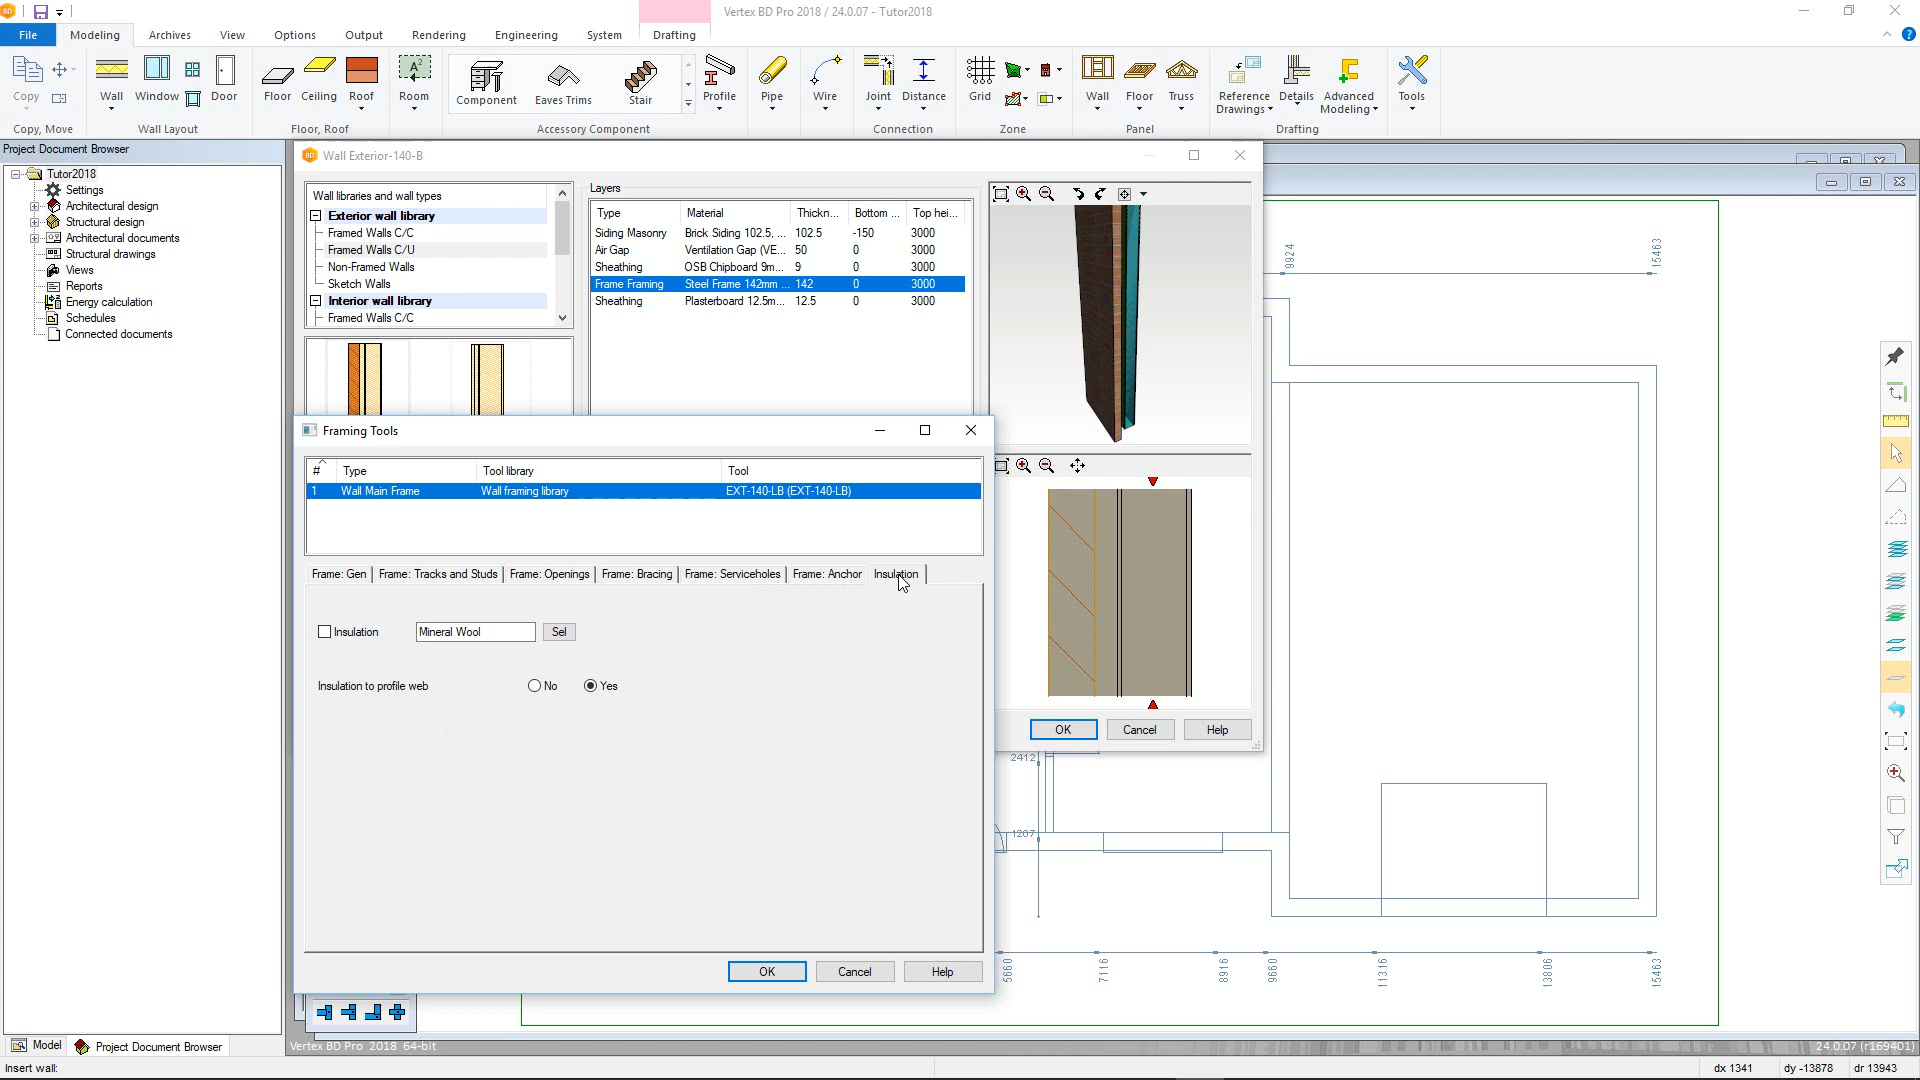 Vertex BD Pro 2018 / 24.0.07 - Tutor2018
File Modeling Archives View Options Output Rendering Engineering System Drafting
Copy Wall Window Door Floor Ceiling Roof Room Component Eaves Trims Stair Profile Pipe Wire Joint Distance Grid Wall Floor Truss Reference Drawings Details Advanced Modeling Tools
Copy, Move Wall Layout Floor, Roof Accessory Component Connection Zone Panel Drafting
Project Document Browser
Tutor2018
Settings
Architectural design
Structural design
Architectural documents
Structural drawings
Views
Reports
Energy calculation
Schedules
Connected documents
Wall Exterior-140-B
Wall libraries and wall types
Exterior wall library
Framed Walls C/C
Framed Walls C/U
Non-Framed Walls
Sketch Walls
Interior wall library
Framed Walls C/C
Layers
Type Material Thickn... Bottom ... Top hei...
Siding Masonry Brick Siding 102.5, ... 102.5 -150 3000
Air Gap Ventilation Gap (VE... 50 0 3000
Sheathing OSB Chipboard 9m... 9 0 3000
Frame Framing Steel Frame 142mm ... 142 0 3000
Sheathing Plasterboard 12.5m... 12.5 0 3000
OK Cancel Help
Framing Tools
# Type Tool library Tool
1 Wall Main Frame Wall framing library EXT-140-LB (EXT-140-LB)
Frame: Gen Frame: Tracks and Studs Frame: Openings Frame: Bracing Frame: Serviceholes Frame: Anchor Insulation
Insulation Mineral Wool Sel
Insulation to profile web No Yes
OK Cancel Help
9924 15463
2412
1207
5660 7116 8916 9660 11316 13806 15463
Model Project Document Browser
Vertex BD Pro 2018 64-bit 24.0.07 (r169401)
Insert wall: dx 1341 dy -13878 dr 13943